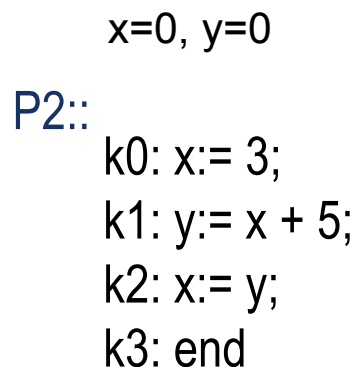 x=0, y=0
P2::
k0: x:= 3;
k1: y:= x + 5;
k2: x:= y;
k3: end